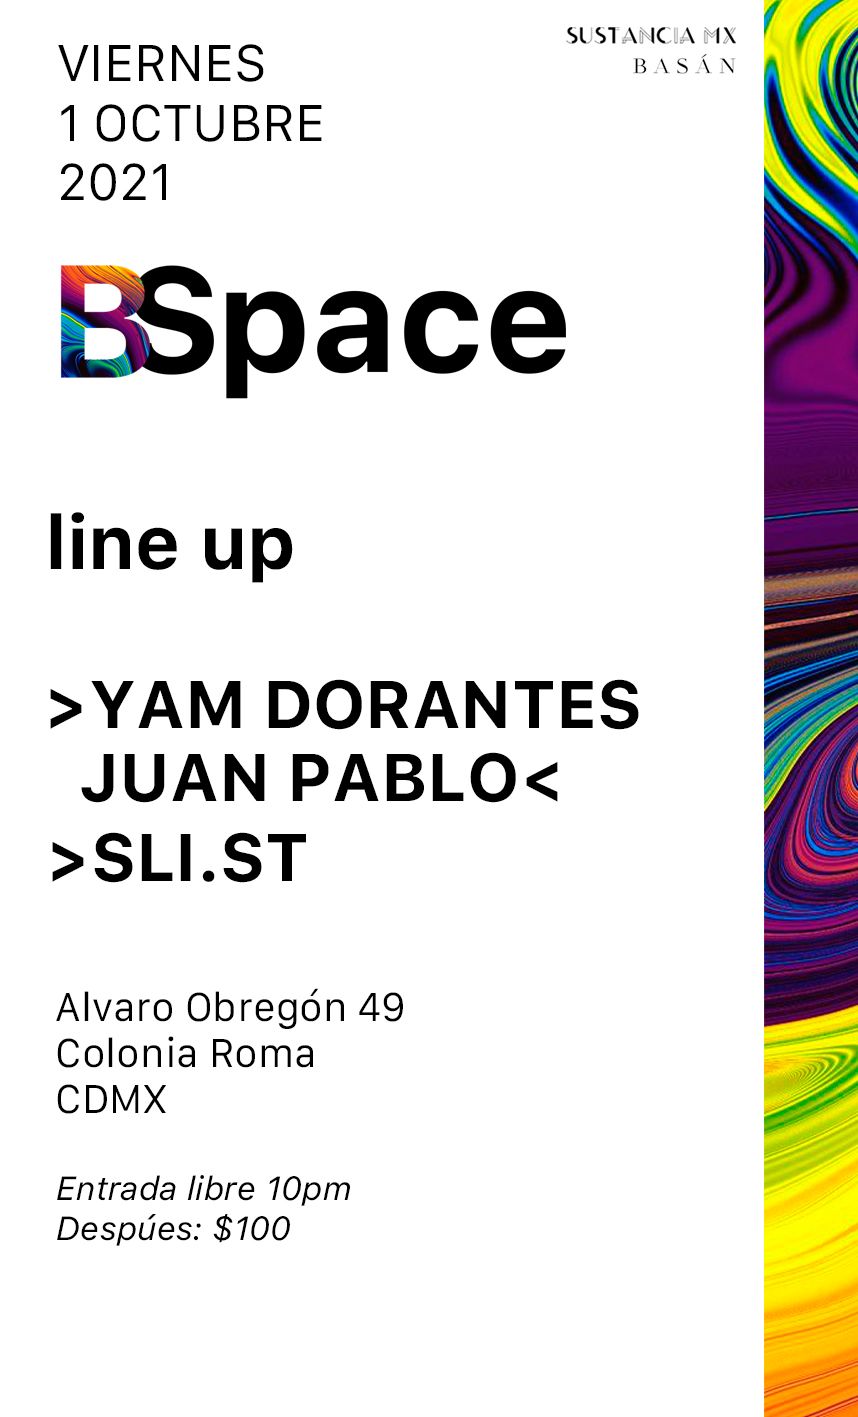 VIERNES
1 OCTUBRE
2021
SUSTANCIA MX
BASÁN
BSpace
line up
>YAM DORANTES
JUAN PABLO<
>SLI.ST
Alvaro Obregón 49
Colonia Roma
CDMX
Entrada libre 10pm
Despúes: $100